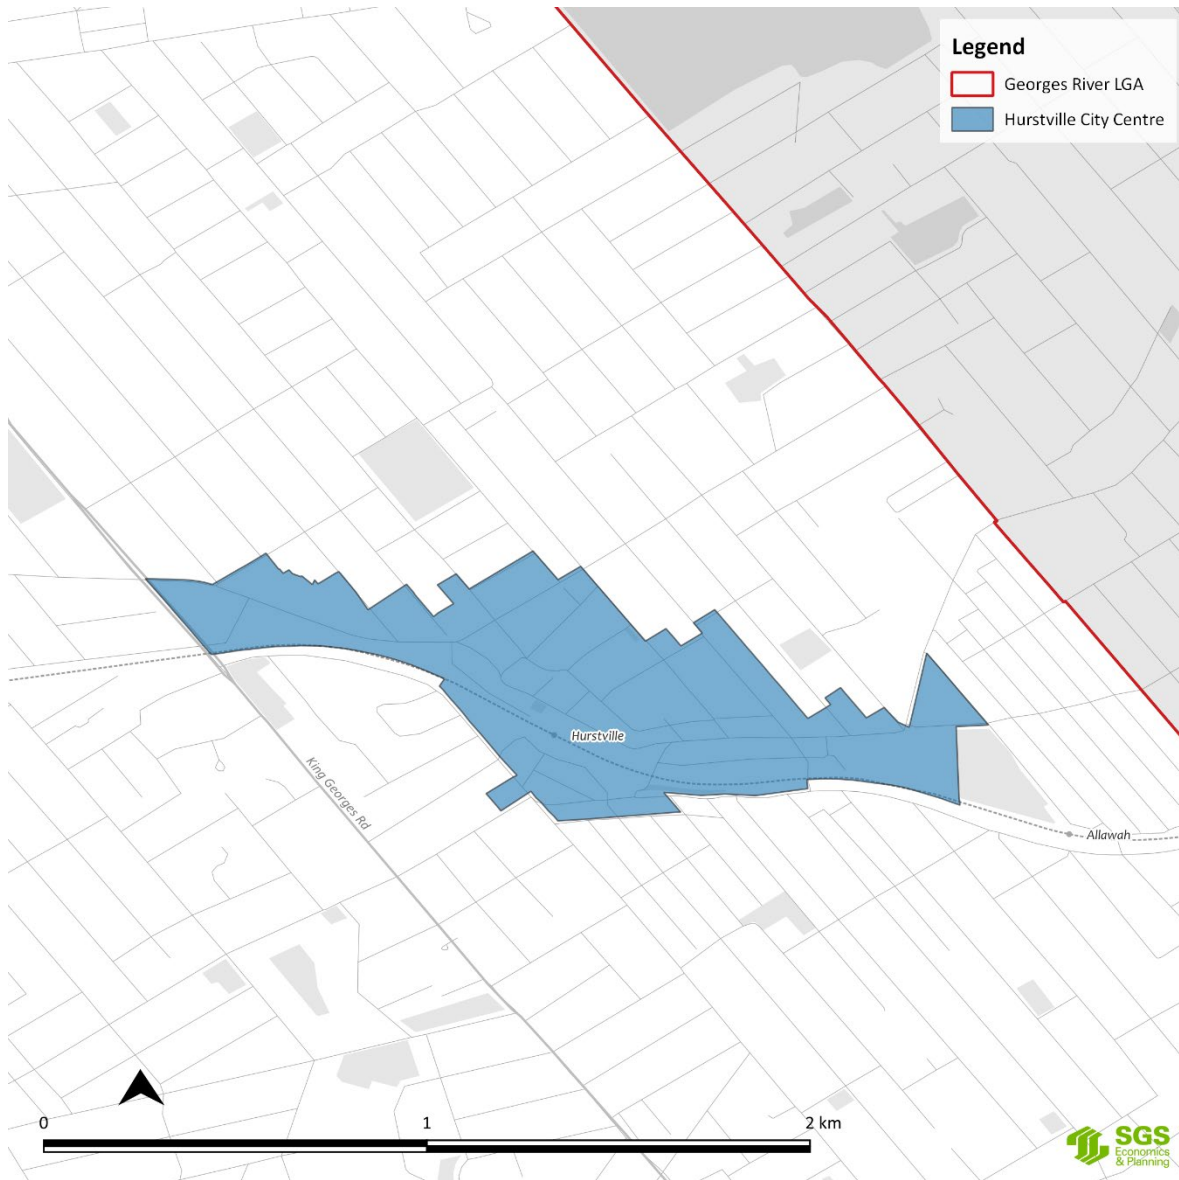 Legend
Georges River LGA
Hurstville City Centre
Hurstville
King Georges Rd
Allawah
0 1 2 km
SGS
Economics
& Planning